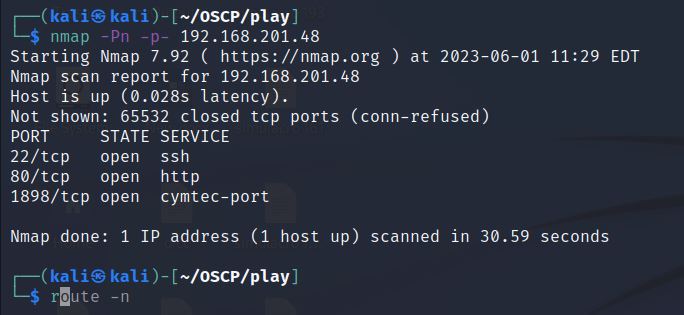 ┌──(kali㉿kali)-[~/OSCP/play]
└─$ nmap -Pn -p- 192.168.201.48
Starting Nmap 7.92 ( https://nmap.org ) at 2023-06-01 11:29 EDT
Nmap scan report for 192.168.201.48
Host is up (0.028s latency).
Not shown: 65532 closed tcp ports (conn-refused)
PORT     STATE SERVICE
22/tcp   open  ssh
80/tcp   open  http
1898/tcp open  cymtec-port
Nmap done: 1 IP address (1 host up) scanned in 30.59 seconds
┌──(kali㉿kali)-[~/OSCP/play]
└─$ route -n